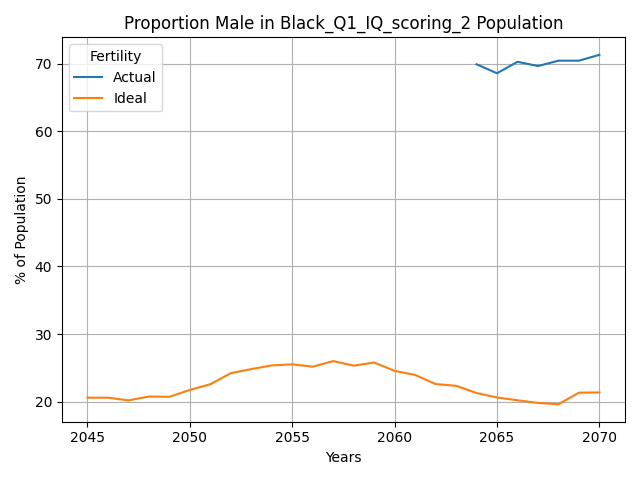 Proportion Male in Black_Q1_IQ_scoring_2 Population
Fertility
Actual
Ideal
% of Population
70
60
50
40
30
20
2045
2050
2055
2060
2065
2070
Years